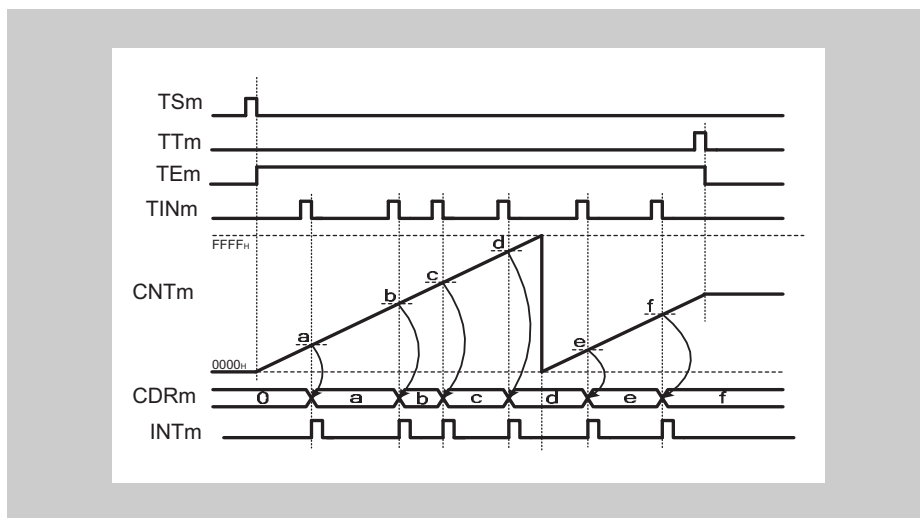 TSm
TTm
TEm
TINm
FFFFH
d
c
CNTm
b
f
a
e
0000H
CDRm 0 a b c d e f
INTm